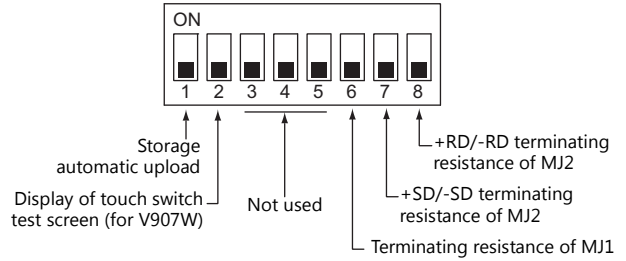 ON
1 2 3 4 5 6 7 8
Storage
automatic upload
Display of touch switch
test screen (for V907W)
Not used
+RD/-RD terminating
resistance of MJ2
+SD/-SD terminating
resistance of MJ2
Terminating resistance of MJ1